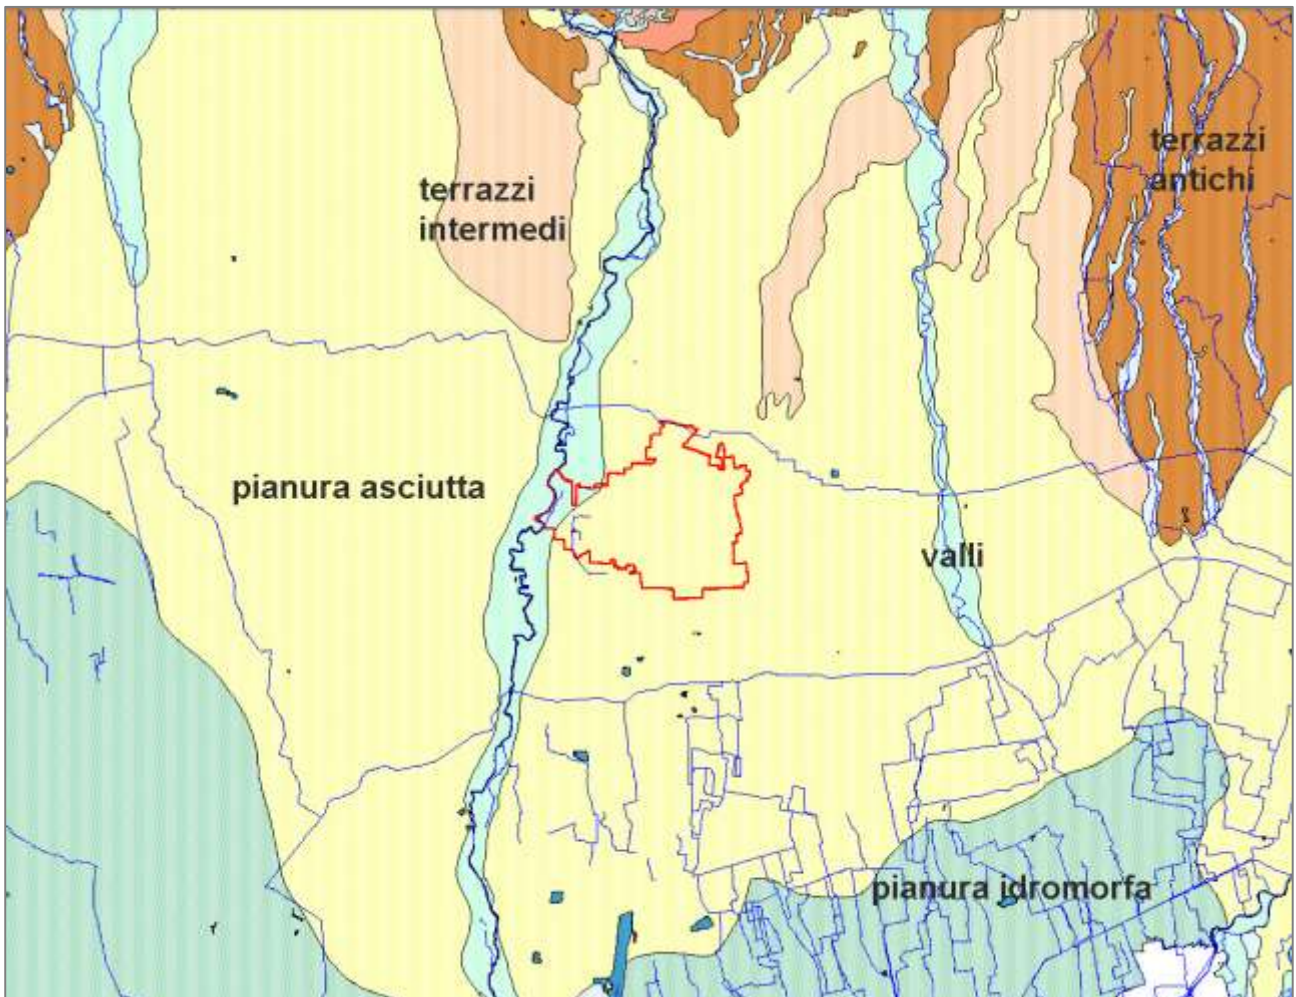 terrazzi
antichi
terrazzi
intermedi
pianura asciutta
valli
pianura idromorfa